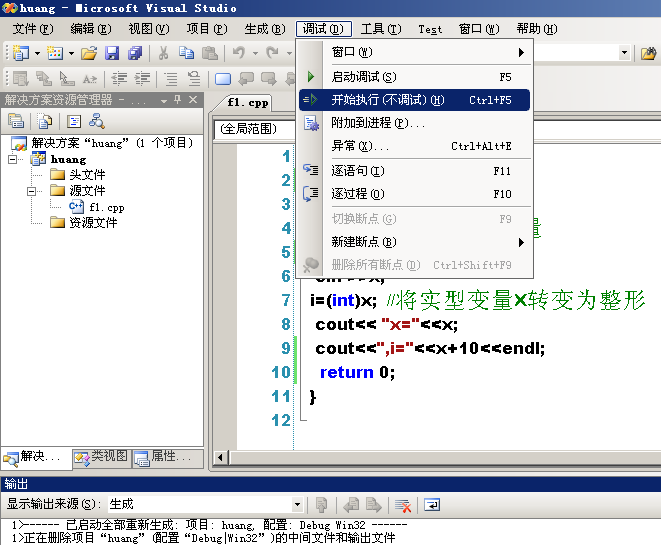 huang - Microsoft Visual Studio
文件(F) 编辑(E) 视图(V) 项目(P) 生成(B) 调试(D) 工具(T) Test 窗口(W) 帮助(H)
窗口(W)
启动调试(S) F5
开始执行(不调试)(H) Ctrl+F5
附加到进程(P)...
异常(X)... Ctrl+Alt+E
逐语句(I) F11
逐过程(O) F10
切换断点(G) F9
新建断点(B)
删除所有断点(D) Ctrl+Shift+F9
解决方案资源管理器 - ...
解决方案“huang”(1 个项目)
huang
头文件
源文件
f1.cpp
资源文件
解决... 类视图 属性...
f1.cpp
(全局范围)
1
2
3
4
5
6
7 i=(int)x; //将实型变量X转变为整形
8 cout<< "x="<<x;
9 cout<<",i="<<x+10<<endl;
10 return 0;
11 }
12
输出
显示输出来源(S): 生成
1>------ 已启动全部重新生成: 项目: huang, 配置: Debug Win32 ------
1>正在删除项目“huang”(配置“Debug|Win32”)的中间文件和输出文件